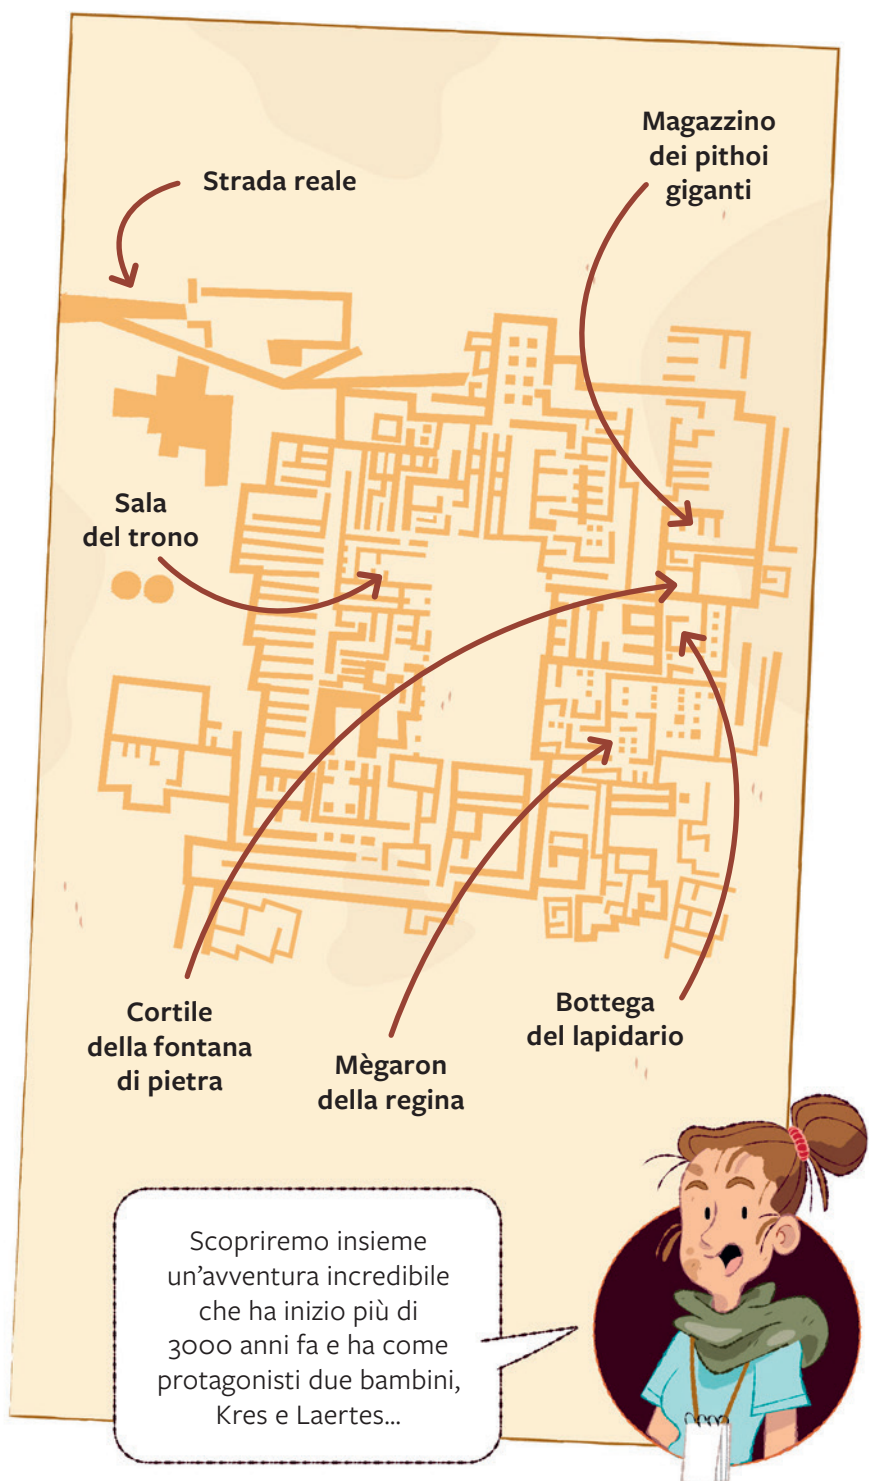 Magazzino
dei pithoi
giganti
Strada reale
Sala
del trono
Cortile
della fontana
di pietra
Mègaron
della regina
Bottega
del lapidario
Scopriremo insieme
un’avventura incredibile
che ha inizio più di
3000 anni fa e ha come
protagonisti due bambini,
Kres e Laertes...